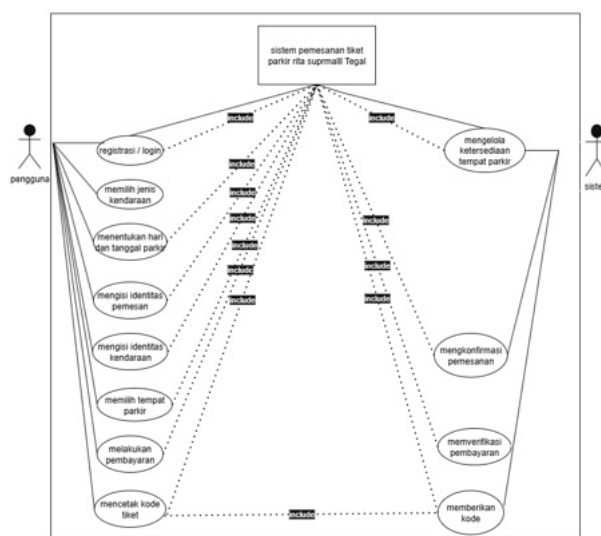 sistem pemesanan tiket
parkir rita suprmalll Tegal
include
include
registrasi / login
mengelola
ketersediaan
tempat parkir
pengguna
siste
include
memilih jenis
kendaraan
include
include
include
menentukan hari
dan tanggal parkir
include
include
include
mengisi identitas
pemesan
include
include
mengisi identitas
kendaraan
mengkonfirmasi
pemesanan
memilih tempat
parkir
melakukan
pembayaran
memverifikasi
pembayaran
mencetak kode
tiket
include
memberikan
kode